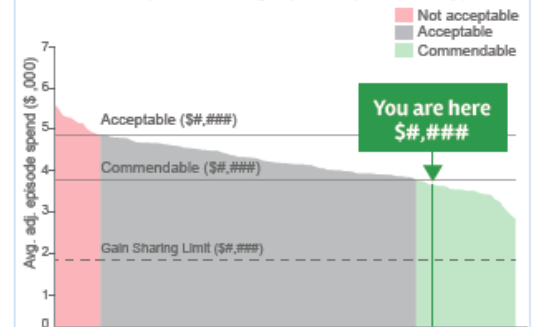 Not acceptable
Acceptable
Commendable
Avg. adj. episode spend ($ ,000)
7
6
5
4
3
2
1
0
Acceptable ($#,###)
Commendable ($#,###)
Gain Sharing Limit ($#,###)
You are here
$#,###